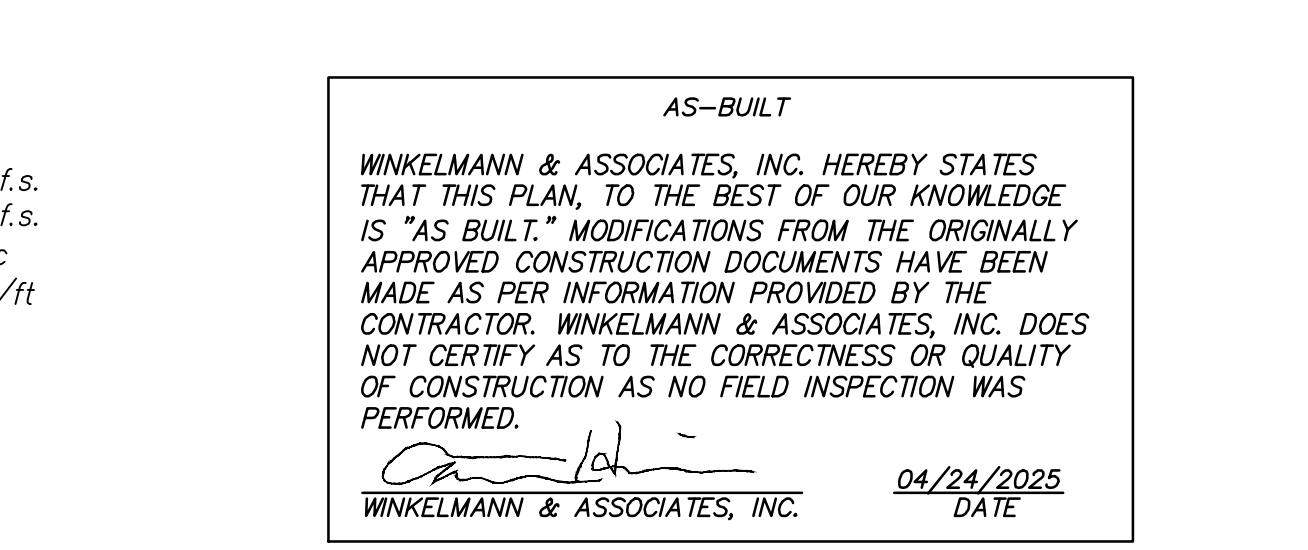 f.s.
f.s.
c
/ft
AS-BUILT
WINKELMANN & ASSOCIATES, INC. HEREBY STATES
THAT THIS PLAN, TO THE BEST OF OUR KNOWLEDGE
IS "AS BUILT." MODIFICATIONS FROM THE ORIGINALLY
APPROVED CONSTRUCTION DOCUMENTS HAVE BEEN
MADE AS PER INFORMATION PROVIDED BY THE
CONTRACTOR. WINKELMANN & ASSOCIATES, INC. DOES
NOT CERTIFY AS TO THE CORRECTNESS OR QUALITY
OF CONSTRUCTION AS NO FIELD INSPECTION WAS
PERFORMED.
04/24/2025
WINKELMANN & ASSOCIATES, INC. DATE